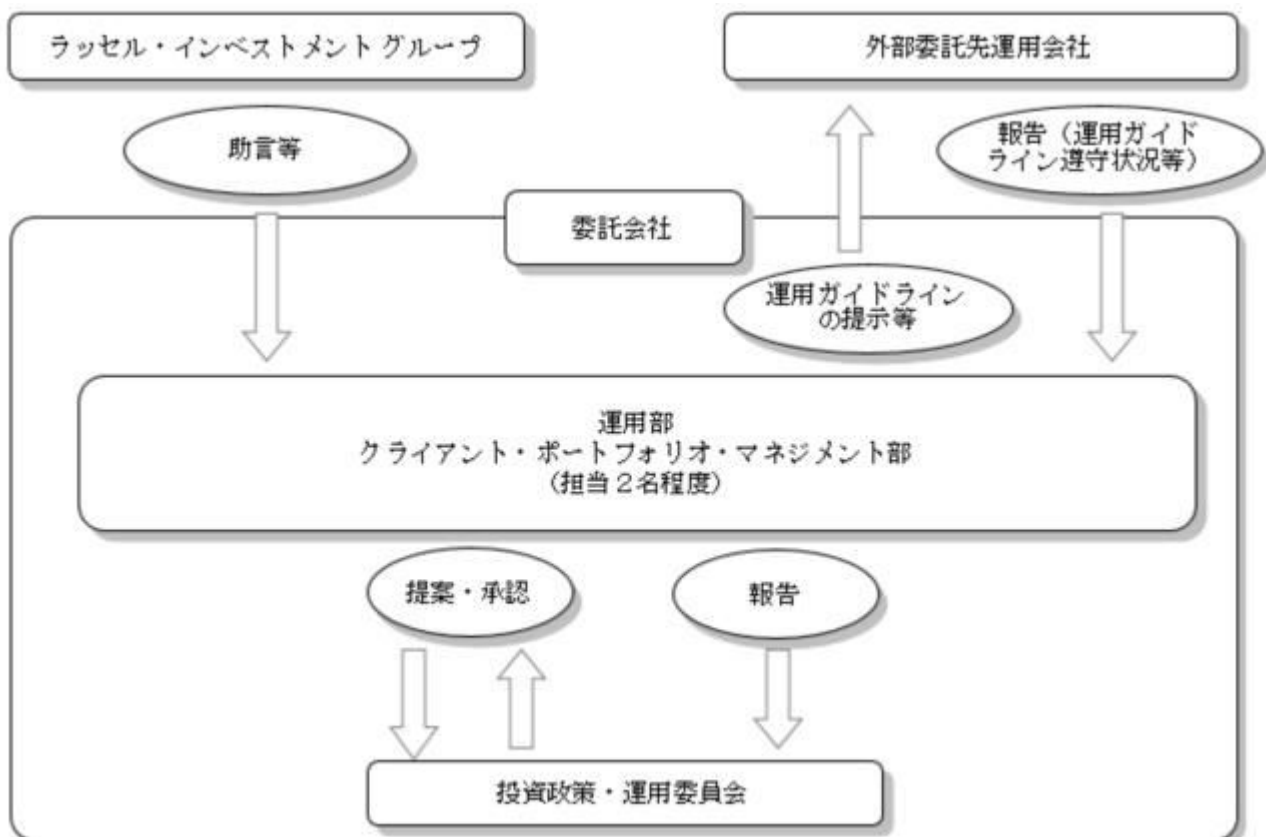 ラッセル・インベストメント グループ
外部委託先運用会社
助言等
報告（運用ガイド
ライン遵守状況等）
委託会社
運用ガイドライン
の提示等
運用部
クライアント・ポートフォリオ・マネジメント部
（担当２名程度）
提案・承認
報告
投資政策・運用委員会